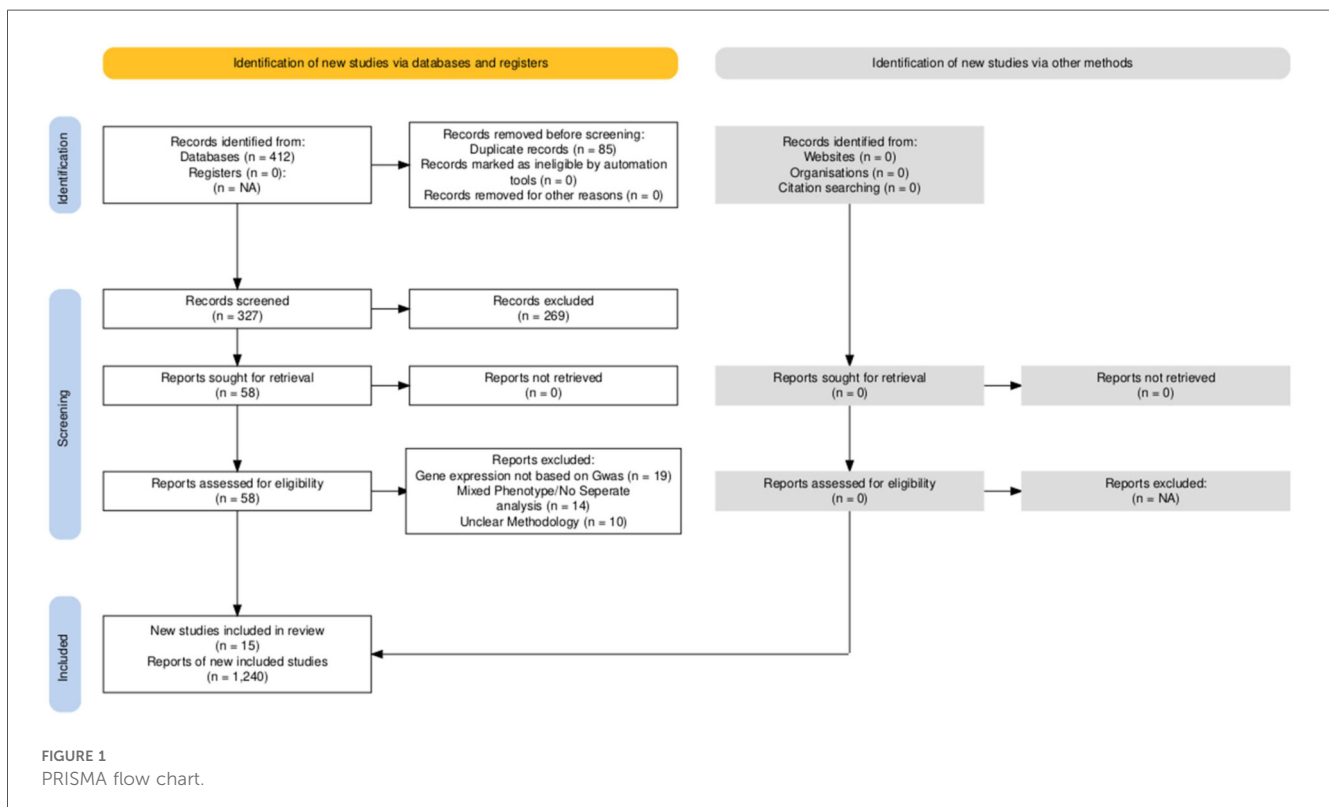 Identification of new studies via databases and registers
Identification of new studies via other methods
Identification
Records identified from:
Databases (n = 412)
Registers (n = 0):
(n = NA)
Records removed before screening:
Duplicate records (n = 85)
Records marked as ineligible by automation
tools (n = 0)
Records removed for other reasons (n = 0)
Records identified from:
Websites (n = 0)
Organisations (n = 0)
Citation searching (n = 0)
Screening
Records screened
(n = 327)
Records excluded
(n = 269)
Reports sought for retrieval
(n = 58)
Reports not retrieved
(n = 0)
Reports sought for retrieval
(n = 0)
Reports not retrieved
(n = 0)
Reports assessed for eligibility
(n = 58)
Reports excluded:
Gene expression not based on Gwas (n = 19)
Mixed Phenotype/No Seperate
analysis (n = 14)
Unclear Methodology (n = 10)
Reports assessed for eligibility
(n = 0)
Reports excluded:
(n = NA)
Included
New studies included in review
(n = 15)
Reports of new included studies
(n = 1,240)
FIGURE 1
PRISMA flow chart.